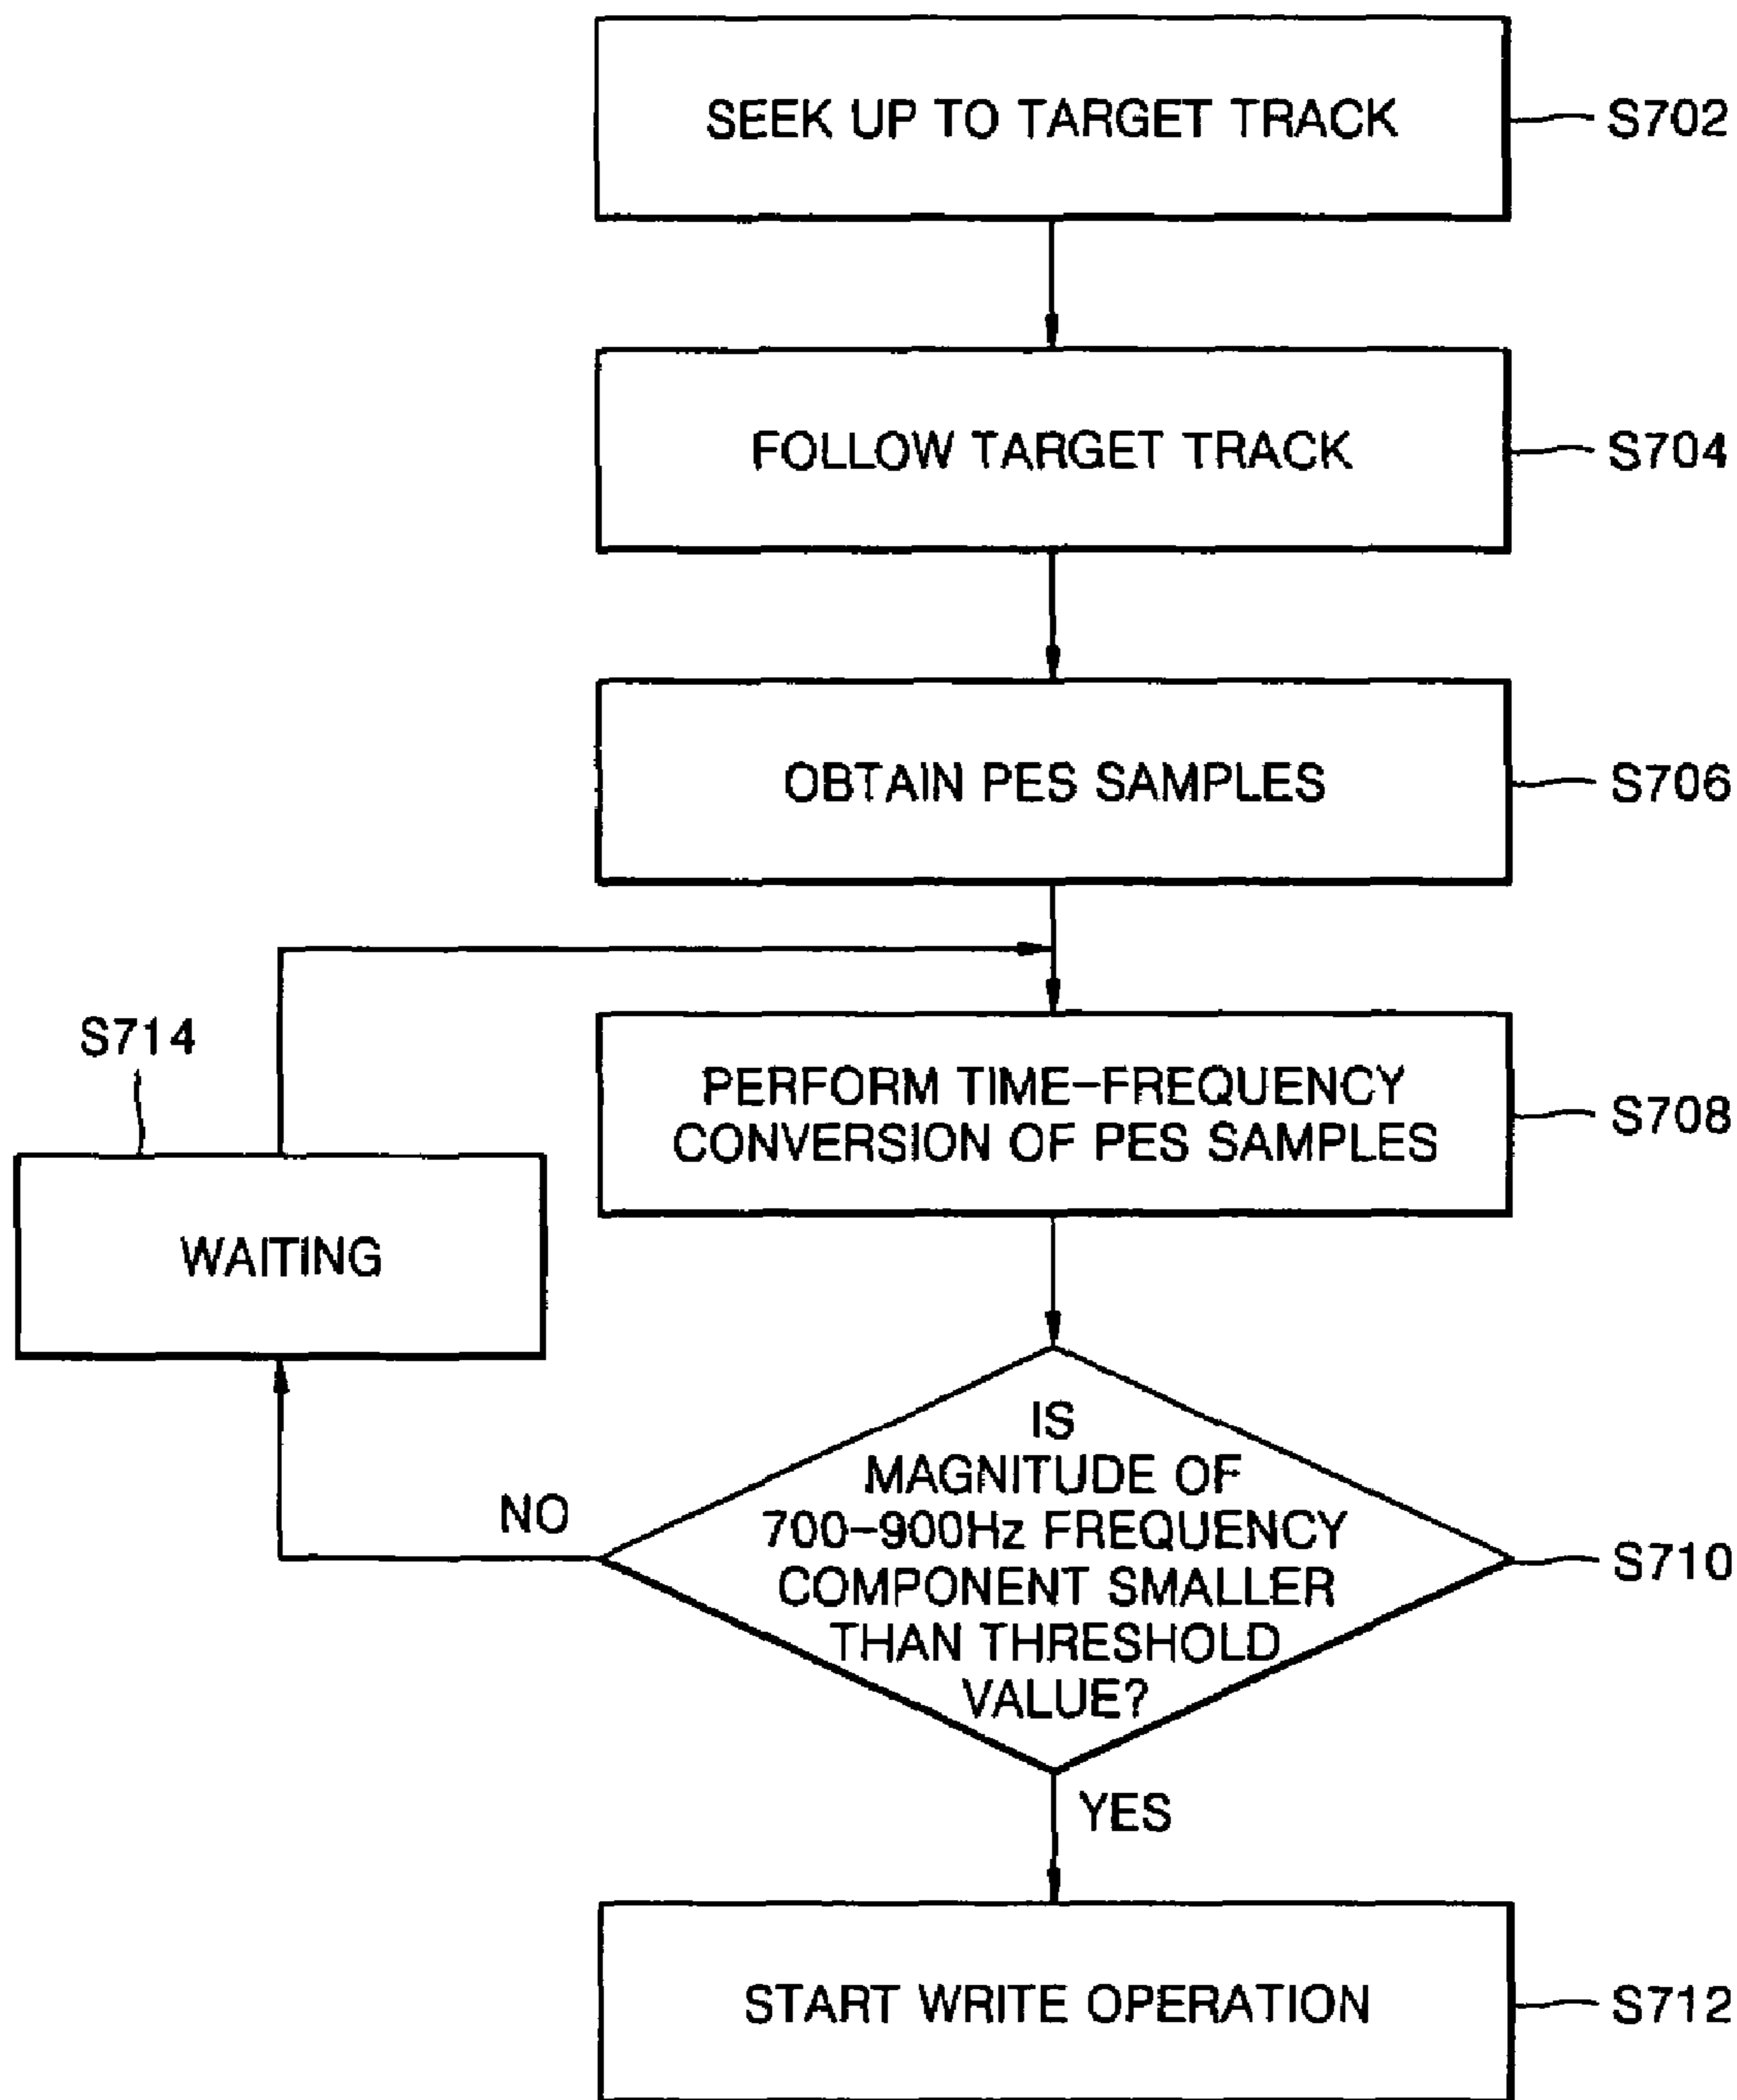 SEEK UP TO TARGET TRACK
S702
FOLLOW TARGET TRACK
S704
OBTAIN PES SAMPLES
S706
S714
PERFORM TIME-FREQUENCY
CONVERSION OF PES SAMPLES
S708
WAITING
IS
MAGNITUDE OF
700-900Hz FREQUENCY
COMPONENT SMALLER
THAN THRESHOLD
VALUE?
NO
S710
YES
START WRITE OPERATION
S712